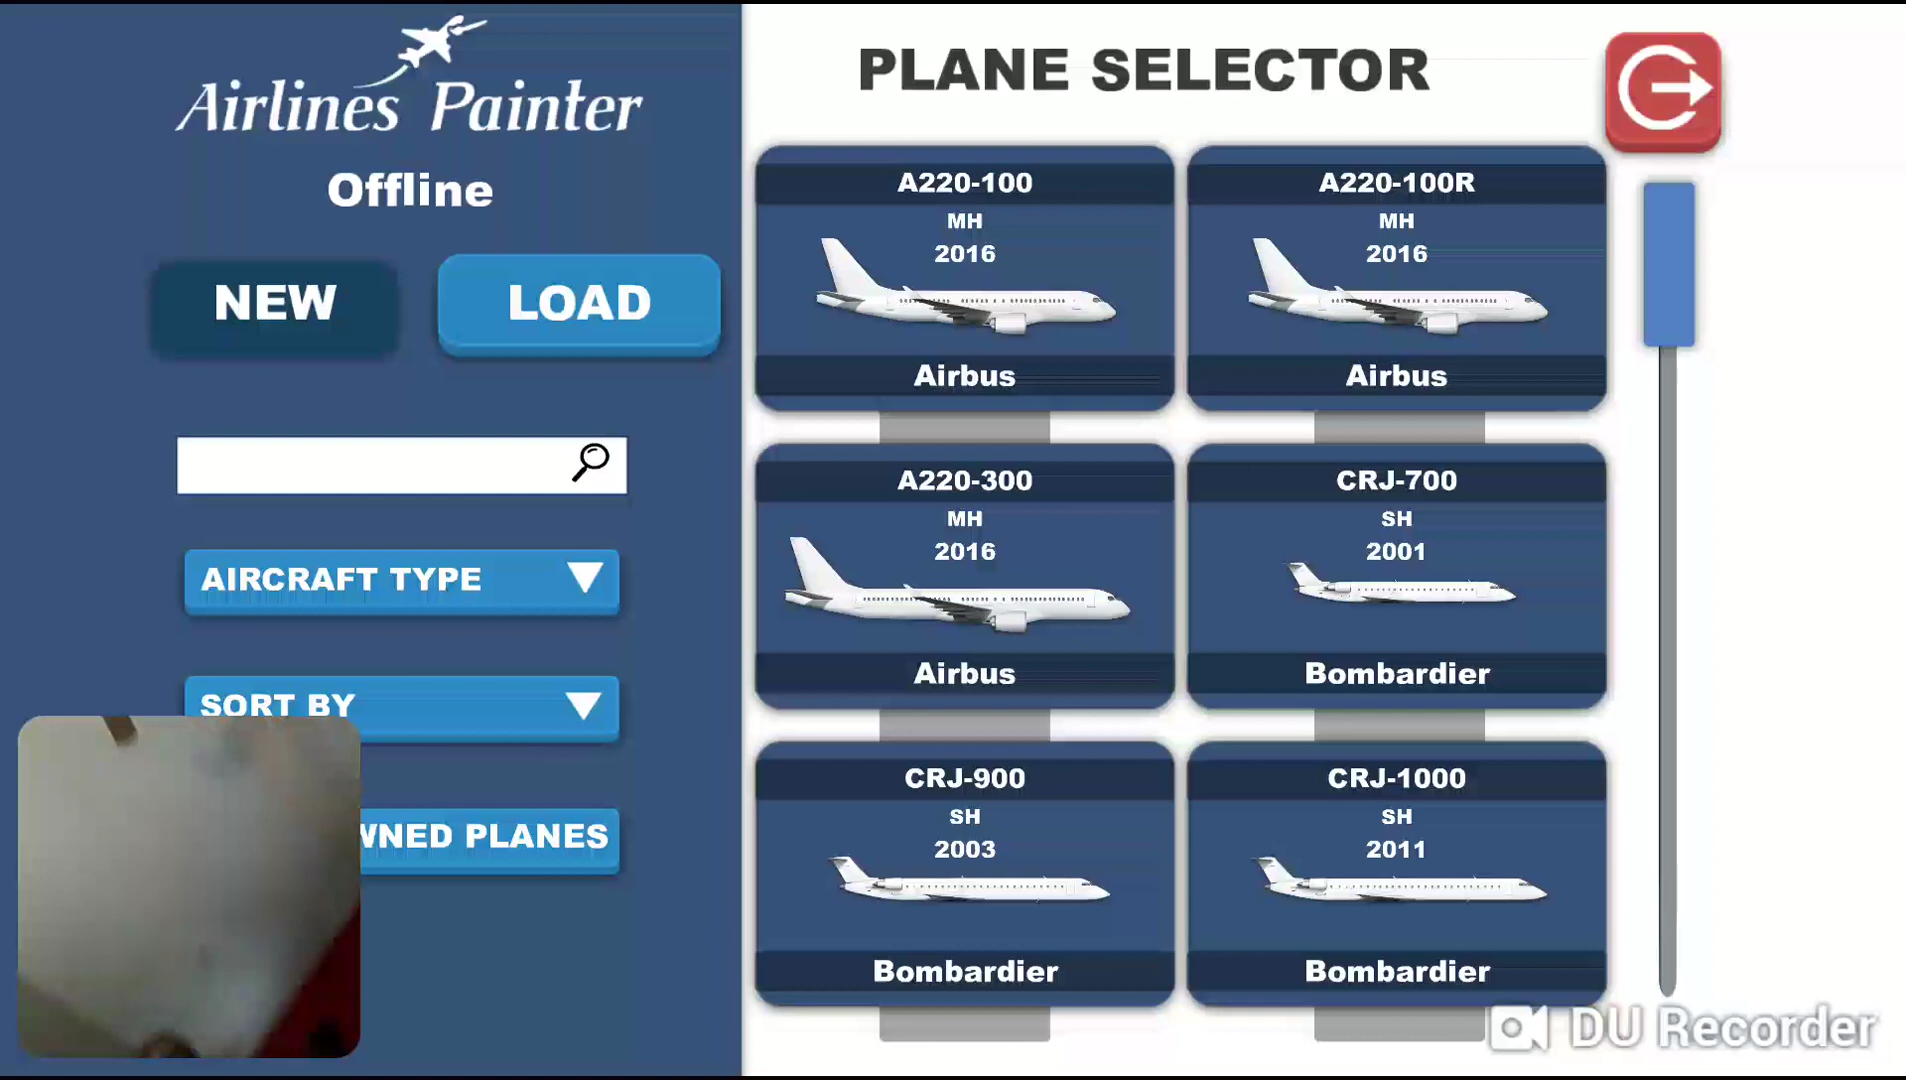 Airlines Painter
Offline
NEW
LOAD
AIRCRAFT TYPE
SORT BY
PLANES
PLANE SELECTOR
A220-100
MH
2016
Airbus
A220-100R
MH
2016
Airbus
A220-300
MH
2016
Airbus
CRJ-700
SH
2001
Bombardier
CRJ-900
SH
2003
Bombardier
CRJ-1000
SH
2011
Bombardier
DU Recorder